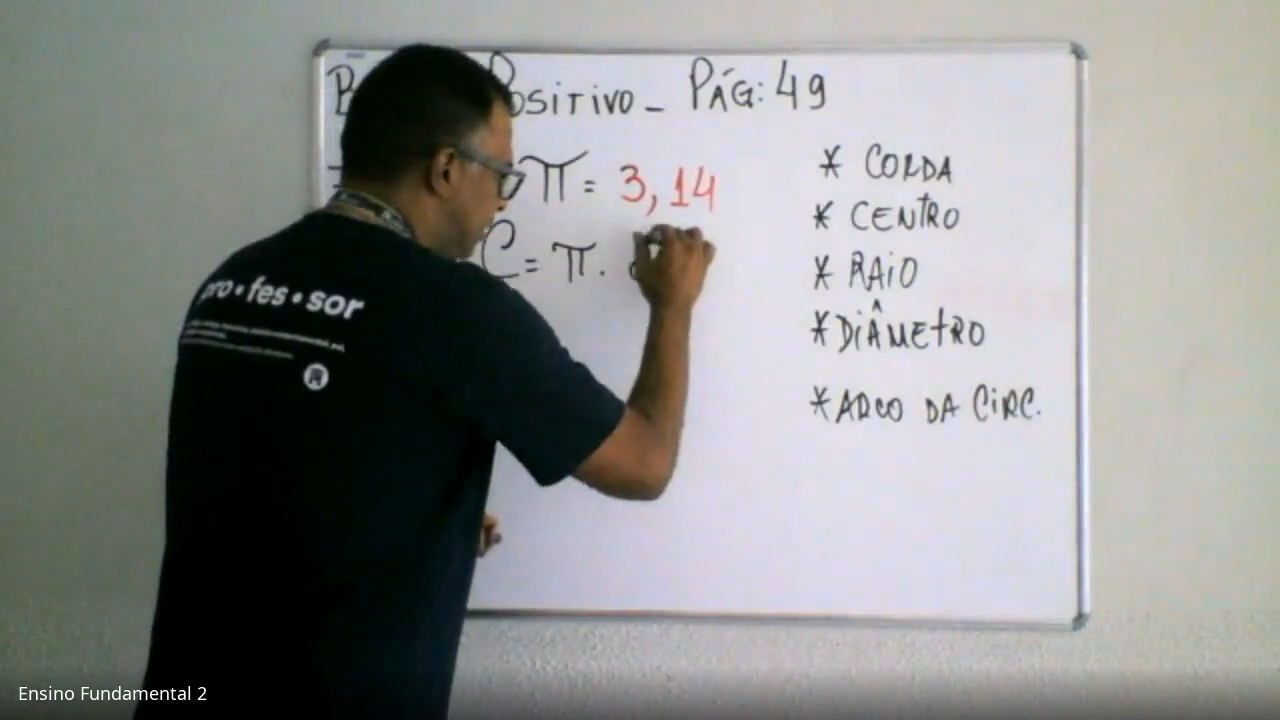 Positivo - Pág: 49
π = 3,14
C = π.
* CORDA
* CENTRO
* RAIO
* DIÂMETRO
* ARCO DA CIRC.
pro•fes•sor
Ensino Fundamental 2